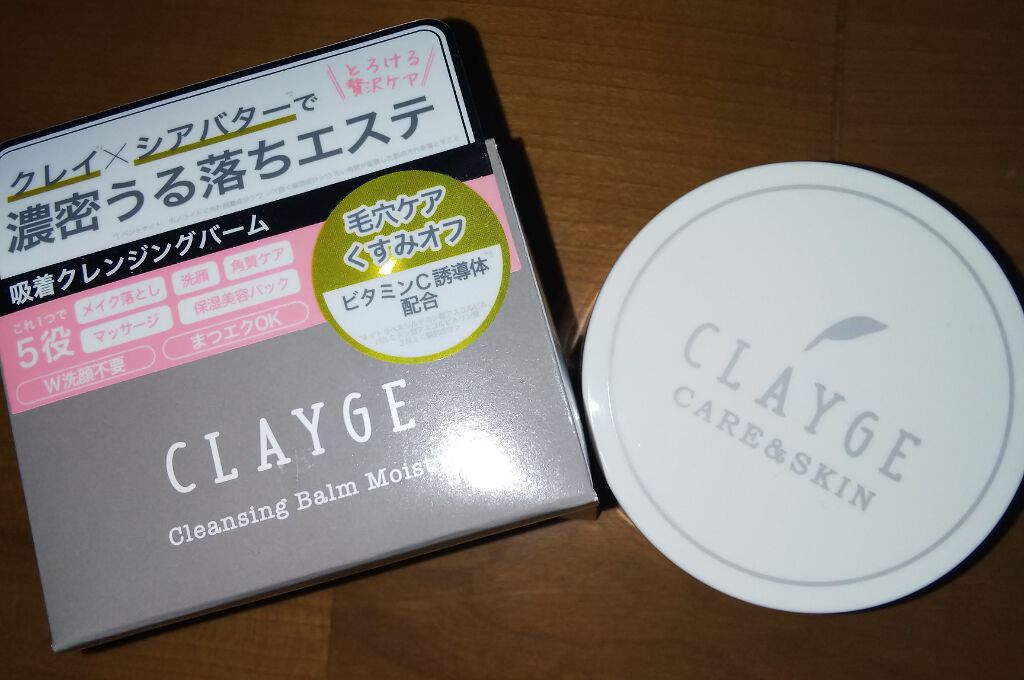 とろける
贅沢ケア
クレイ×シアバターで
濃密うる落ちエステ
吸着クレンジングバーム
これ1つで
5役
メイク落とし
洗顔
角質ケア
マッサージ
保湿美容パック
W洗顔不要
まつエクOK
毛穴ケア
くすみオフ
ビタミンC誘導体
配合
CLAYGE
Cleansing Balm Moist
CLAYGE
CARE&SKIN